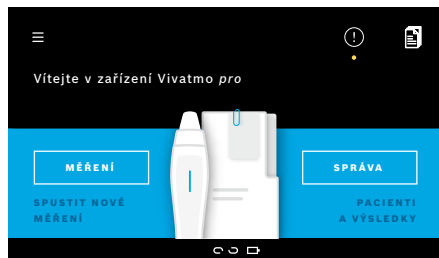 Vítejte v zařízení Vivatmo pro
MĚŘENÍ
SPRÁVA
SPUSTIT NOVÉ
MĚŘENÍ
PACIENTI
A VÝSLEDKY